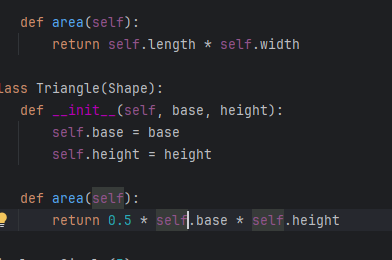 def area(self):
return self.length * self.width
lass Triangle(Shape):
def __init__(self, base, height):
self.base = base
self.height = height
def area(self):
return 0.5 * self.base * self.height